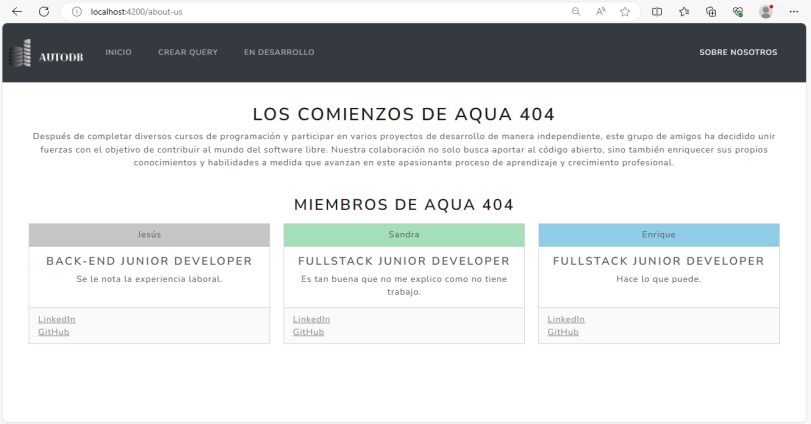 localhost:4200/about-us
AUTODB
INICIO
CREAR QUERY
EN DESARROLLO
SOBRE NOSOTROS
LOS COMIENZOS DE AQUA 404
Después de completar diversos cursos de programación y participar en varios proyectos de desarrollo de manera independiente, este grupo de amigos ha decidido unir
fuerzas con el objetivo de contribuir al mundo del software libre. Nuestra colaboración no solo busca aportar al código abierto, sino también enriquecer sus propios
conocimientos y habilidades a medida que avanzan en este apasionante proceso de aprendizaje y crecimiento profesional.
MIEMBROS DE AQUA 404
Jesús
BACK-END JUNIOR DEVELOPER
Se le nota la experiencia laboral.
LinkedIn
GitHub
Sandra
FULLSTACK JUNIOR DEVELOPER
Es tan buena que no me explico como no tiene
trabajo.
LinkedIn
GitHub
Enrique
FULLSTACK JUNIOR DEVELOPER
Hace lo que puede.
LinkedIn
GitHub